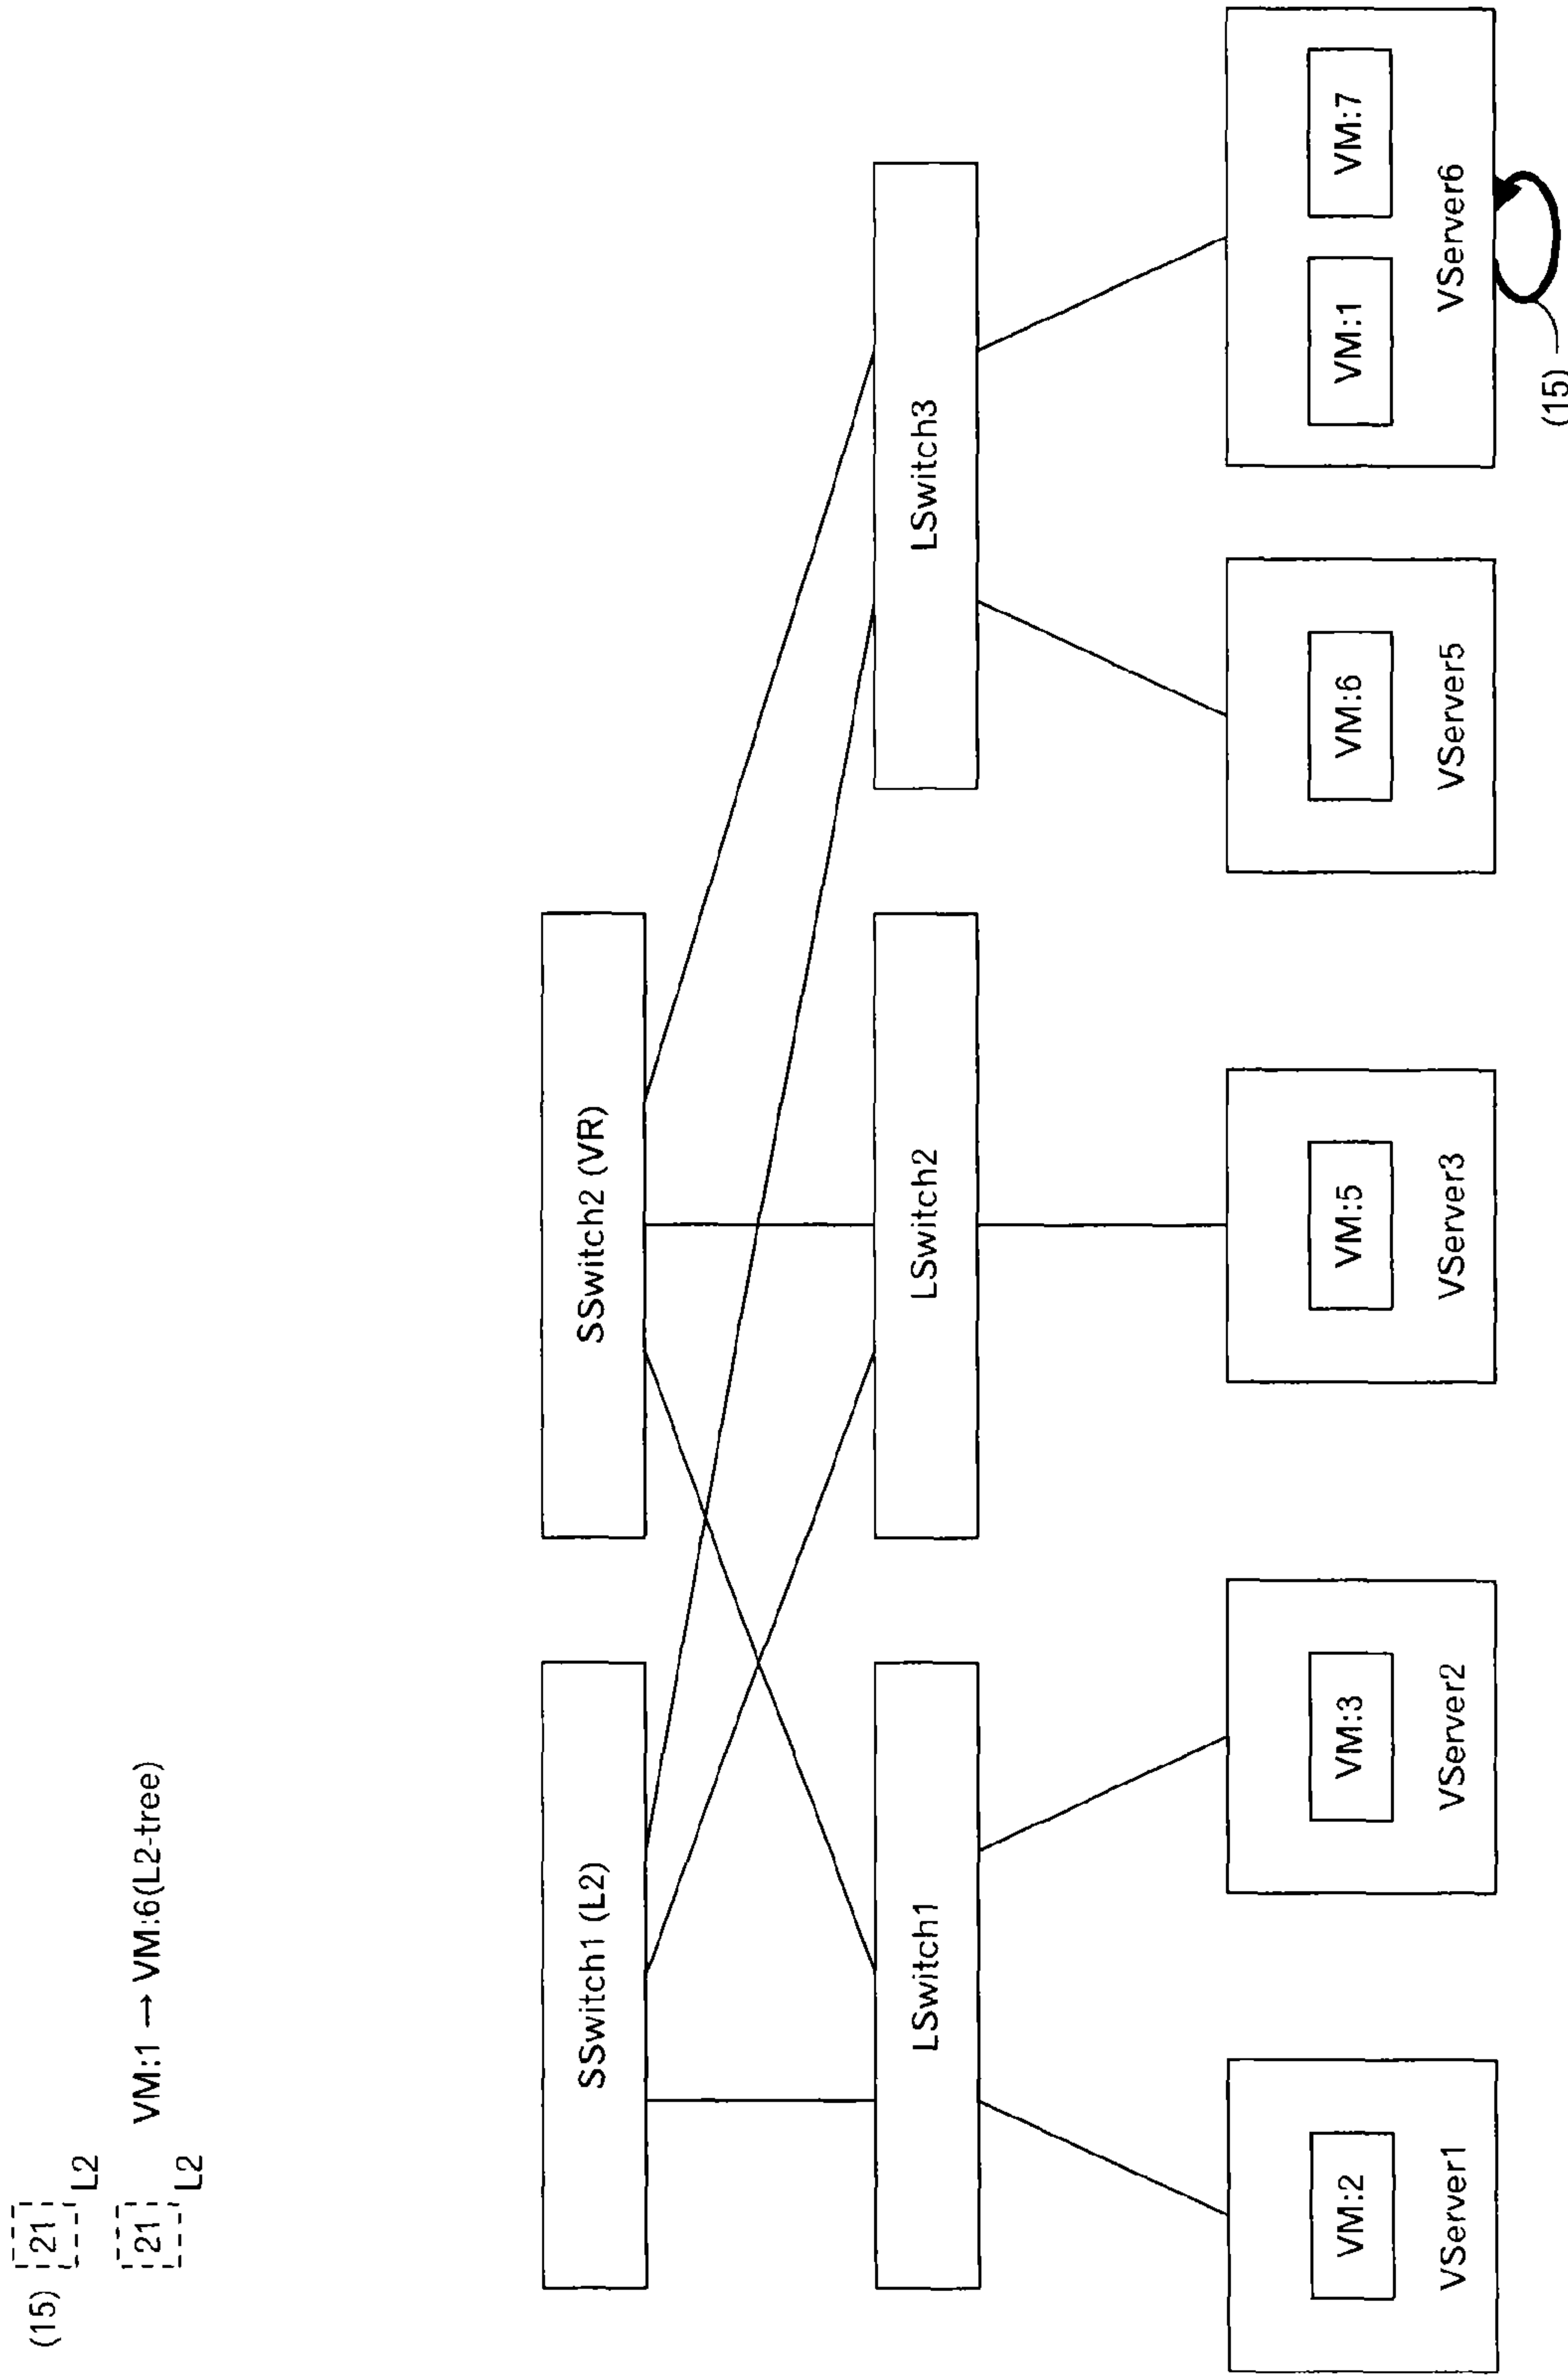 (15) 21 L2
21 L2 VM:1 → VM:6(L2-tree)
SSwitch1 (L2)
SSwitch2 (VR)
LSwitch1
LSwitch2
LSwitch3
VM:2
VM:3
VM:5
VM:6
VM:1
VM:7
VServer1
VServer2
VServer3
VServer5
VServer6
(15)